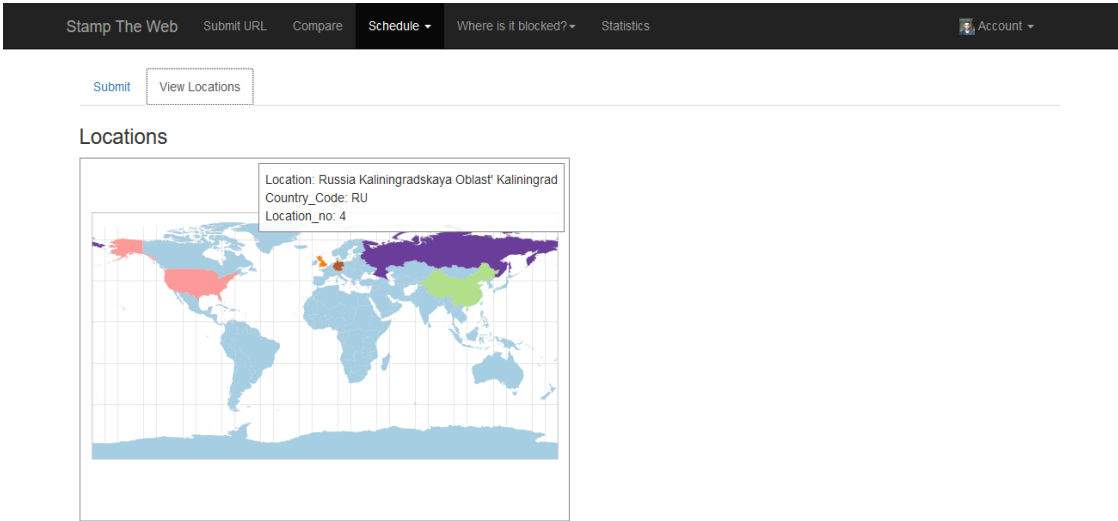 Stamp The Web Submit URL Compare Schedule Where is it blocked? Statistics Account
Submit View Locations
Locations
Location: Russia Kaliningradskaya Oblast' Kaliningrad
Country_Code: RU
Location_no: 4